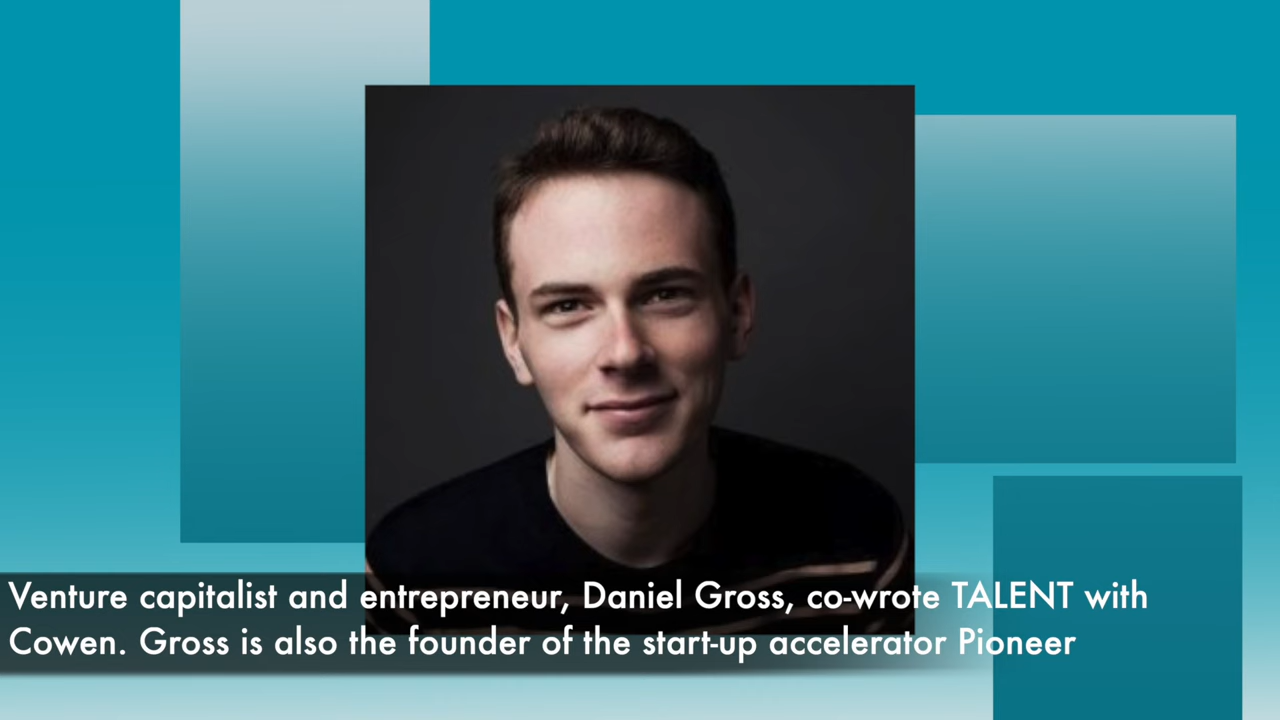 Venture capitalist and entrepreneur, Daniel Gross, co-wrote TALENT with
Cowen. Gross is also the founder of the start-up accelerator Pioneer